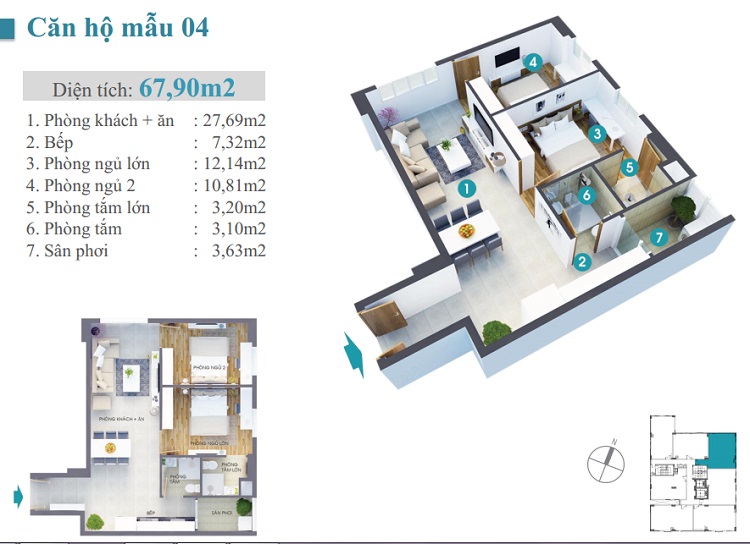 Căn hộ mẫu 04
Diện tích: 67,90m2
1. Phòng khách + ăn : 27,69m2
2. Bếp : 7,32m2
3. Phòng ngủ lớn : 12,14m2
4. Phòng ngủ 2 : 10,81m2
5. Phòng tắm lớn : 3,20m2
6. Phòng tắm : 3,10m2
7. Sân phơi : 3,63m2
4
3
5
1
6
7
2
PHÒNG NGỦ 2
PHÒNG KHÁCH + ĂN
PHÒNG NGỦ LỚN
PHÒNG
TẮM
PHÒNG
TẮM LỚN
BẾP
SÂN PHƠI
N